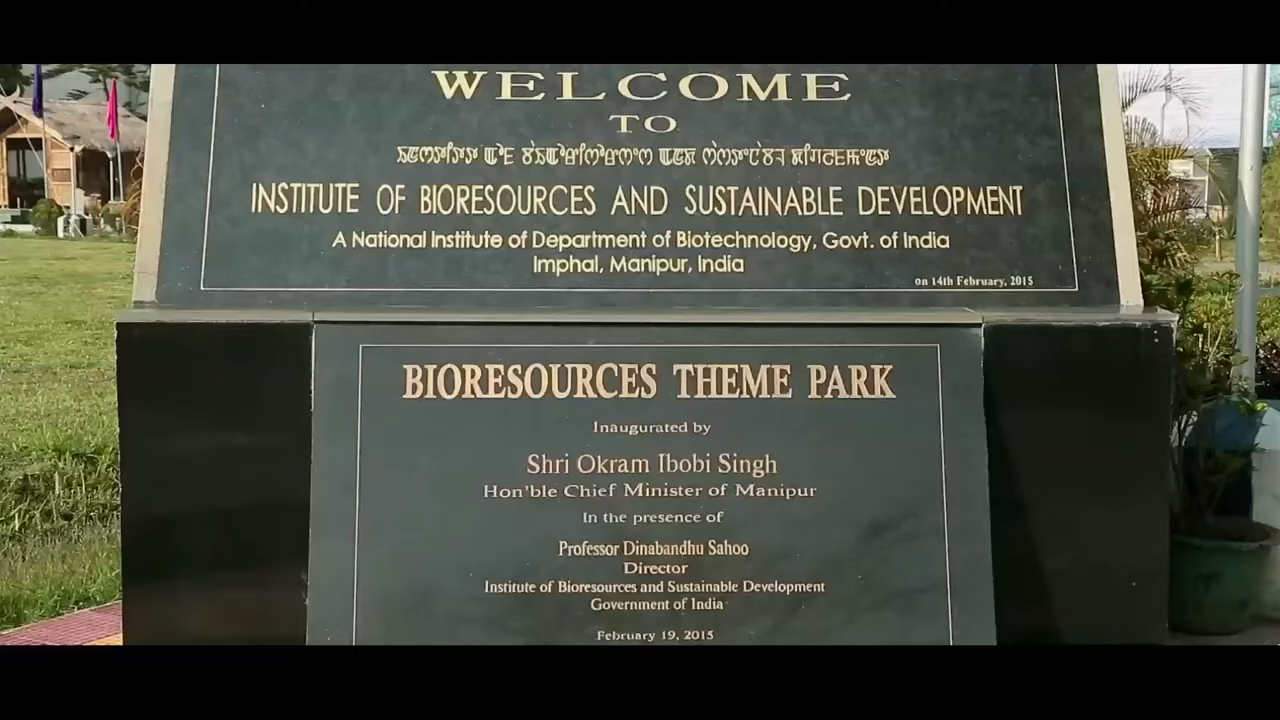 WELCOME
TO
INSTITUTE OF BIORESOURCES AND SUSTAINABLE DEVELOPMENT
A National Institute of Department of Biotechnology, Govt. of India
Imphal, Manipur, India
on 14th February, 2015
BIORESOURCES THEME PARK
Inaugurated by
Shri Okram Ibobi Singh
Hon'ble Chief Minister of Manipur
In the presence of
Professor Dinabandhu Sahoo
Director
Institute of Bioresources and Sustainable Development
Government of India
February 19, 2015